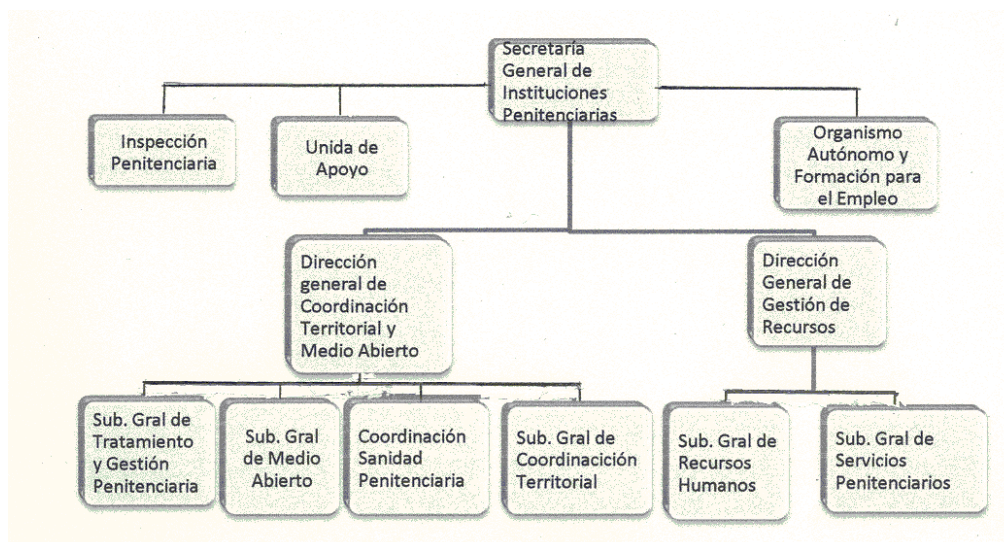 Secretaría
General de
Instituciones
Penitenciarias
Inspección
Penitenciaria
Unida de
Apoyo
Organismo
Autónomo y
Formación para
el Empleo
Dirección
general de
Coordinación
Territorial y
Medio Abierto
Dirección
General de
Gestión de
Recursos
Sub. Gral de
Tratamiento
y Gestión
Penitenciaria
Sub. Gral
de Medio
Abierto
Coordinación
Sanidad
Penitenciaria
Sub. Gral de
Coordinacición
Territorial
Sub. Gral de
Recursos
Humanos
Sub. Gral de
Servicios
Penitenciarios